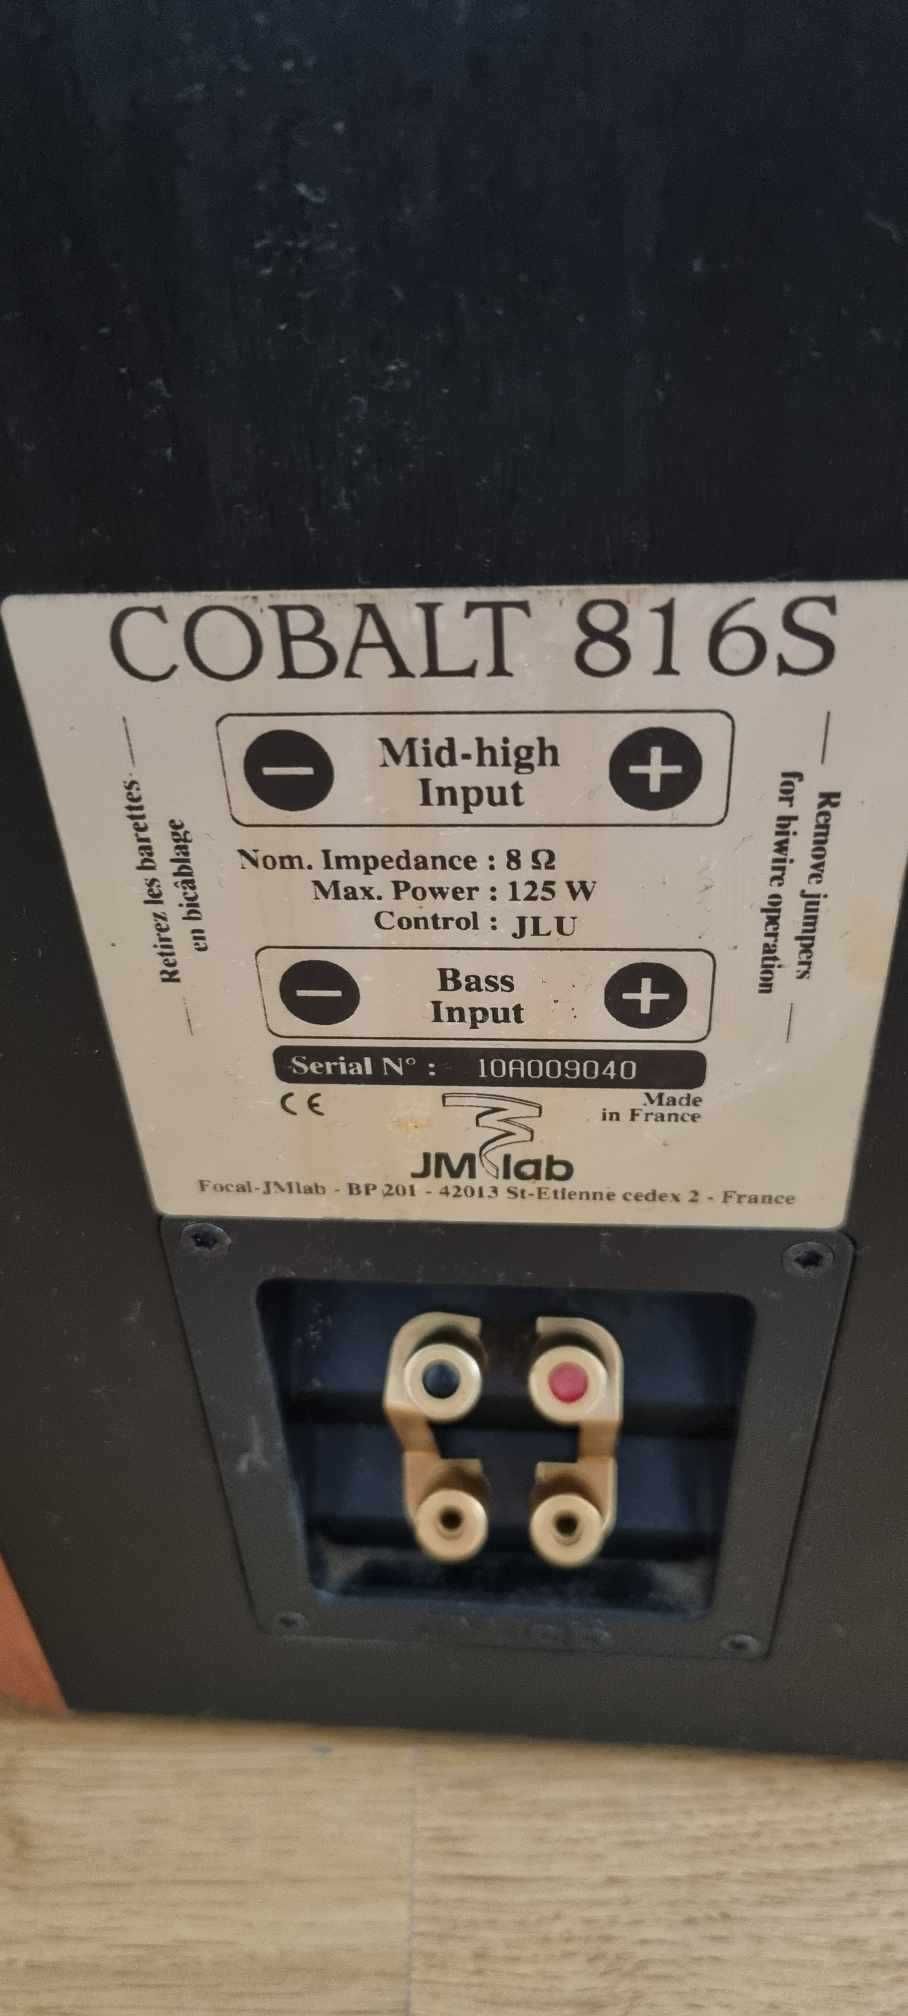 COBALT 816S
− Mid-high Input +
Retirez les barettes
en bicâblage
Remove jumpers
for biwire operation
Nom. Impedance : 8 Ω
Max. Power : 125 W
Control : JLU
− Bass Input +
Serial N° : 10A009040
CE
Made
in France
JMlab
Focal-JMlab - BP 201 - 42013 St-Etienne cedex 2 - France